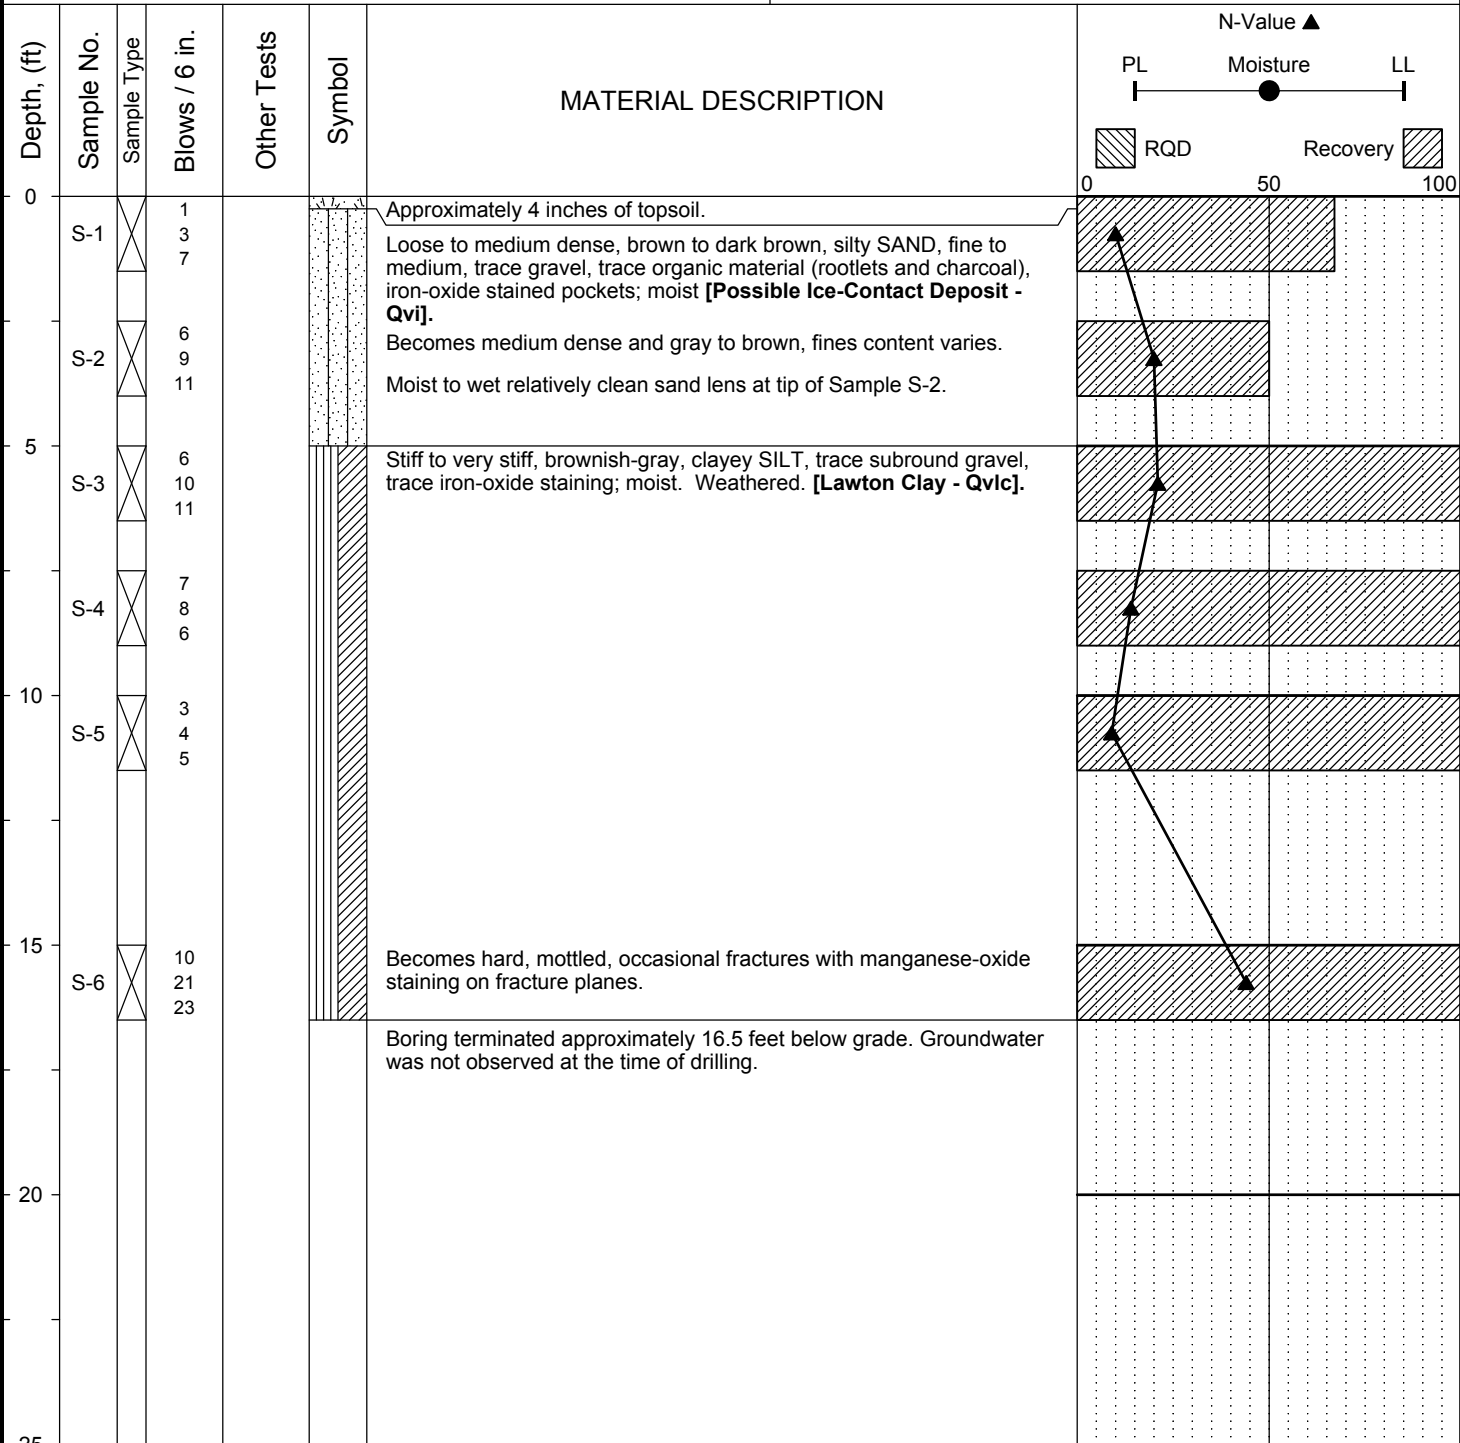 Depth, (ft)
Sample No.
Sample Type
Blows / 6 in.
Other Tests
Symbol
MATERIAL DESCRIPTION
N-Value
PL Moisture LL
RQD Recovery
0 50 100
0
S-1
1
3
7
Approximately 4 inches of topsoil.
Loose to medium dense, brown to dark brown, silty SAND, fine to
medium, trace gravel, trace organic material (rootlets and charcoal),
iron-oxide stained pockets; moist [Possible Ice-Contact Deposit -
Qvi].
S-2
6
9
11
Becomes medium dense and gray to brown, fines content varies.
Moist to wet relatively clean sand lens at tip of Sample S-2.
5
S-3
6
10
11
Stiff to very stiff, brownish-gray, clayey SILT, trace subround gravel,
trace iron-oxide staining; moist. Weathered. [Lawton Clay - Qvlc].
S-4
7
8
6
10
S-5
3
4
5
15
S-6
10
21
23
Becomes hard, mottled, occasional fractures with manganese-oxide
staining on fracture planes.
Boring terminated approximately 16.5 feet below grade. Groundwater
was not observed at the time of drilling.
20
25